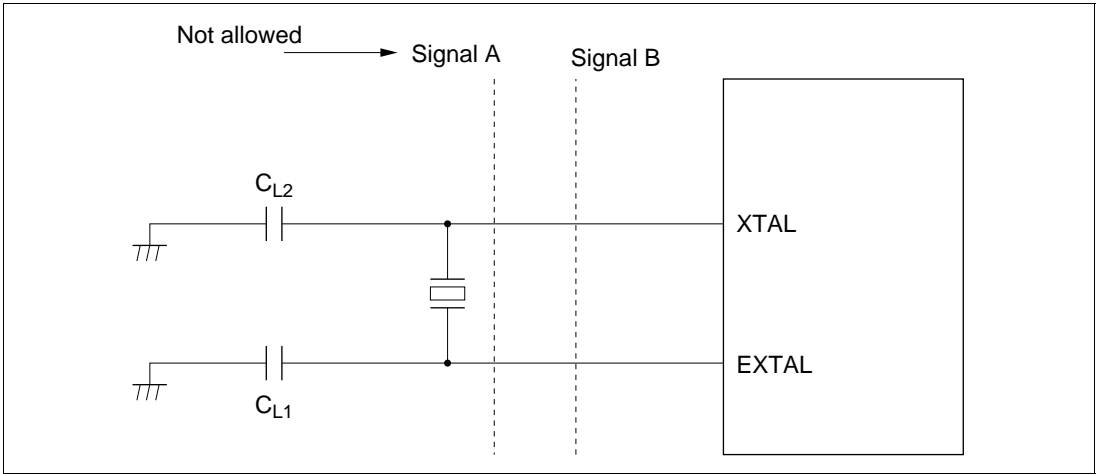 Not allowed
Signal A
Signal B
CL2
XTAL
EXTAL
CL1